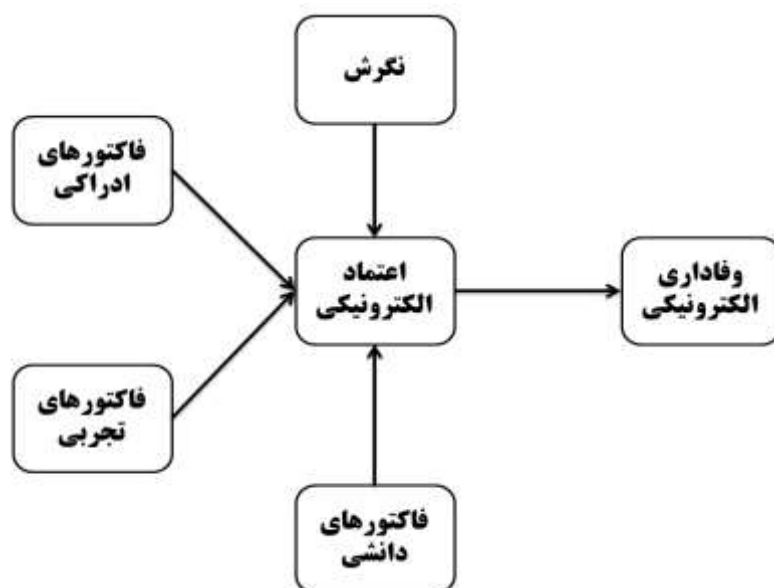 نگرش
فاکتورهای
ادراکی
اعتماد
الکترونیکی
وفاداری
الکترونیکی
فاکتورهای
تجربی
فاکتورهای
دانشی